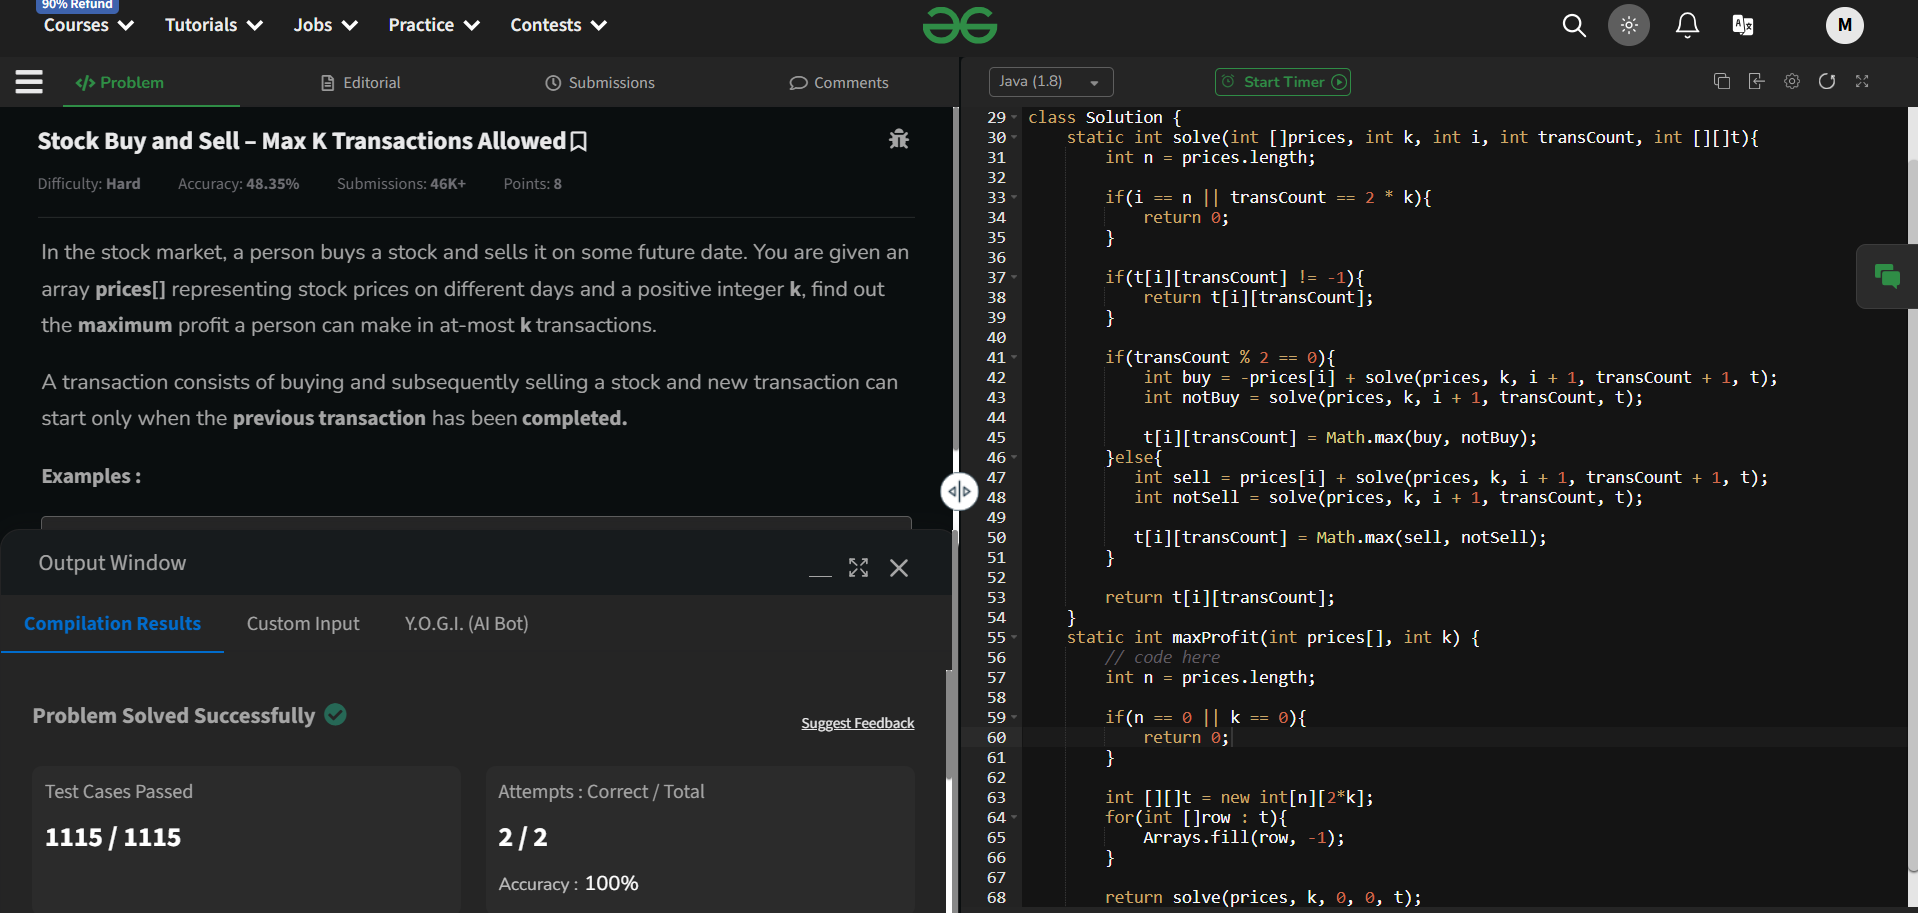 90% Refund
Courses Tutorials Jobs Practice Contests
M
</> Problem Editorial Submissions Comments
Java (1.8) Start Timer
Stock Buy and Sell – Max K Transactions Allowed
Difficulty: Hard Accuracy: 48.35% Submissions: 46K+ Points: 8
In the stock market, a person buys a stock and sells it on some future date. You are given an
array prices[] representing stock prices on different days and a positive integer k, find out
the maximum profit a person can make in at-most k transactions.
A transaction consists of buying and subsequently selling a stock and new transaction can
start only when the previous transaction has been completed.
Examples :
Output Window
Compilation Results Custom Input Y.O.G.I. (AI Bot)
Problem Solved Successfully
Suggest Feedback
Test Cases Passed
1115 / 1115
Attempts : Correct / Total
2 / 2
Accuracy : 100%
29 class Solution {
30 static int solve(int []prices, int k, int i, int transCount, int [][]t){
31 int n = prices.length;
32
33 if(i == n || transCount == 2 * k){
34 return 0;
35 }
36
37 if(t[i][transCount] != -1){
38 return t[i][transCount];
39 }
40
41 if(transCount % 2 == 0){
42 int buy = -prices[i] + solve(prices, k, i + 1, transCount + 1, t);
43 int notBuy = solve(prices, k, i + 1, transCount, t);
44
45 t[i][transCount] = Math.max(buy, notBuy);
46 }else{
47 int sell = prices[i] + solve(prices, k, i + 1, transCount + 1, t);
48 int notSell = solve(prices, k, i + 1, transCount, t);
49
50 t[i][transCount] = Math.max(sell, notSell);
51 }
52
53 return t[i][transCount];
54 }
55 static int maxProfit(int prices[], int k) {
56 // code here
57 int n = prices.length;
58
59 if(n == 0 || k == 0){
60 return 0;
61 }
62
63 int [][]t = new int[n][2*k];
64 for(int []row : t){
65 Arrays.fill(row, -1);
66 }
67
68 return solve(prices, k, 0, 0, t);